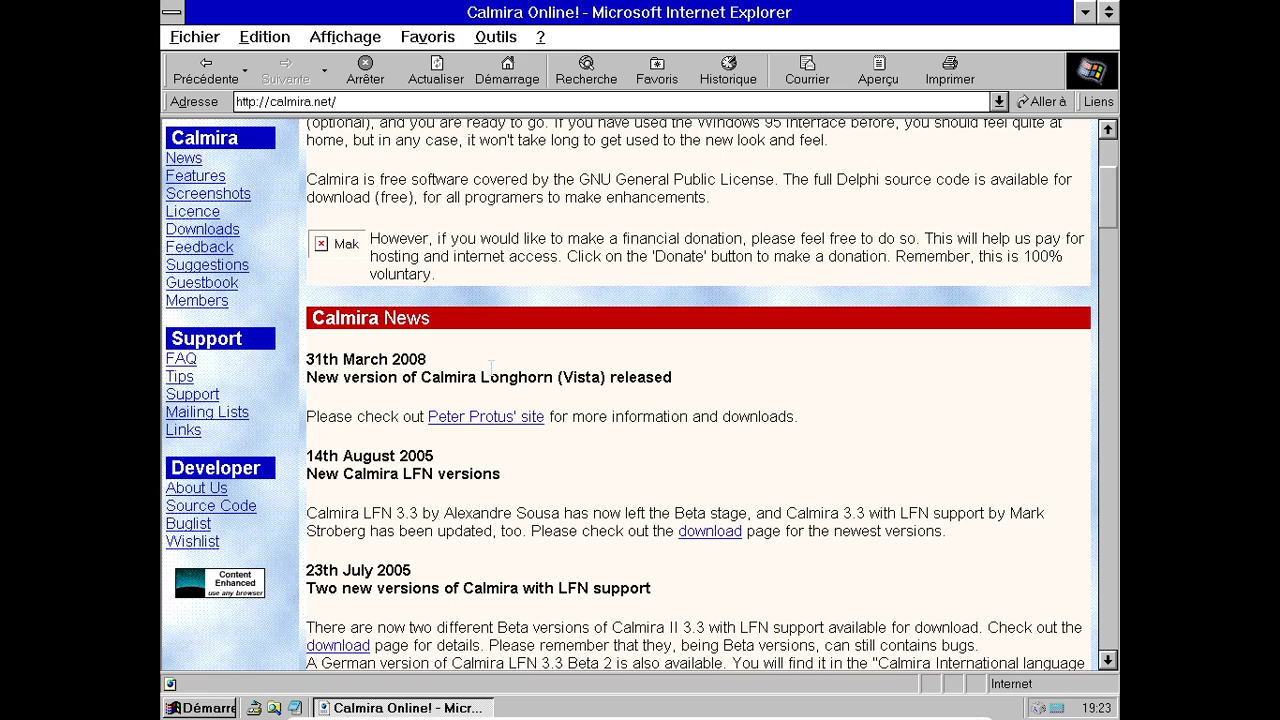 Calmira Online! - Microsoft Internet Explorer
Fichier Edition Affichage Favoris Outils ?
Précédente Suivante Arrêter Actualiser Démarrage Recherche Favoris Historique Courrier Aperçu Imprimer
Adresse http://calmira.net/ Aller à Liens
Calmira
News
Features
Screenshots
Licence
Downloads
Feedback
Suggestions
Guestbook
Members
Support
FAQ
Tips
Support
Mailing Lists
Links
Developer
About Us
Source Code
Buglist
Wishlist
Content
Enhanced
use any browser
(optional), and you are ready to go. If you have used the Windows 95 interface before, you should feel quite at
home, but in any case, it won't take long to get used to the new look and feel.
Calmira is free software covered by the GNU General Public License. The full Delphi source code is available for
download (free), for all programers to make enhancements.
Mak
However, if you would like to make a financial donation, please feel free to do so. This will help us pay for
hosting and internet access. Click on the 'Donate' button to make a donation. Remember, this is 100%
voluntary.
Calmira News
31th March 2008
New version of Calmira Longhorn (Vista) released
Please check out Peter Protus' site for more information and downloads.
14th August 2005
New Calmira LFN versions
Calmira LFN 3.3 by Alexandre Sousa has now left the Beta stage, and Calmira 3.3 with LFN support by Mark
Stroberg has been updated, too. Please check out the download page for the newest versions.
23th July 2005
Two new versions of Calmira with LFN support
There are now two different Beta versions of Calmira II 3.3 with LFN support available for download. Check out the
download page for details. Please remember that they, being Beta versions, can still contains bugs.
A German version of Calmira LFN 3.3 Beta 2 is also available. You will find it in the "Calmira International language
Internet
Démarre Calmira Online! - Micr... 19:23